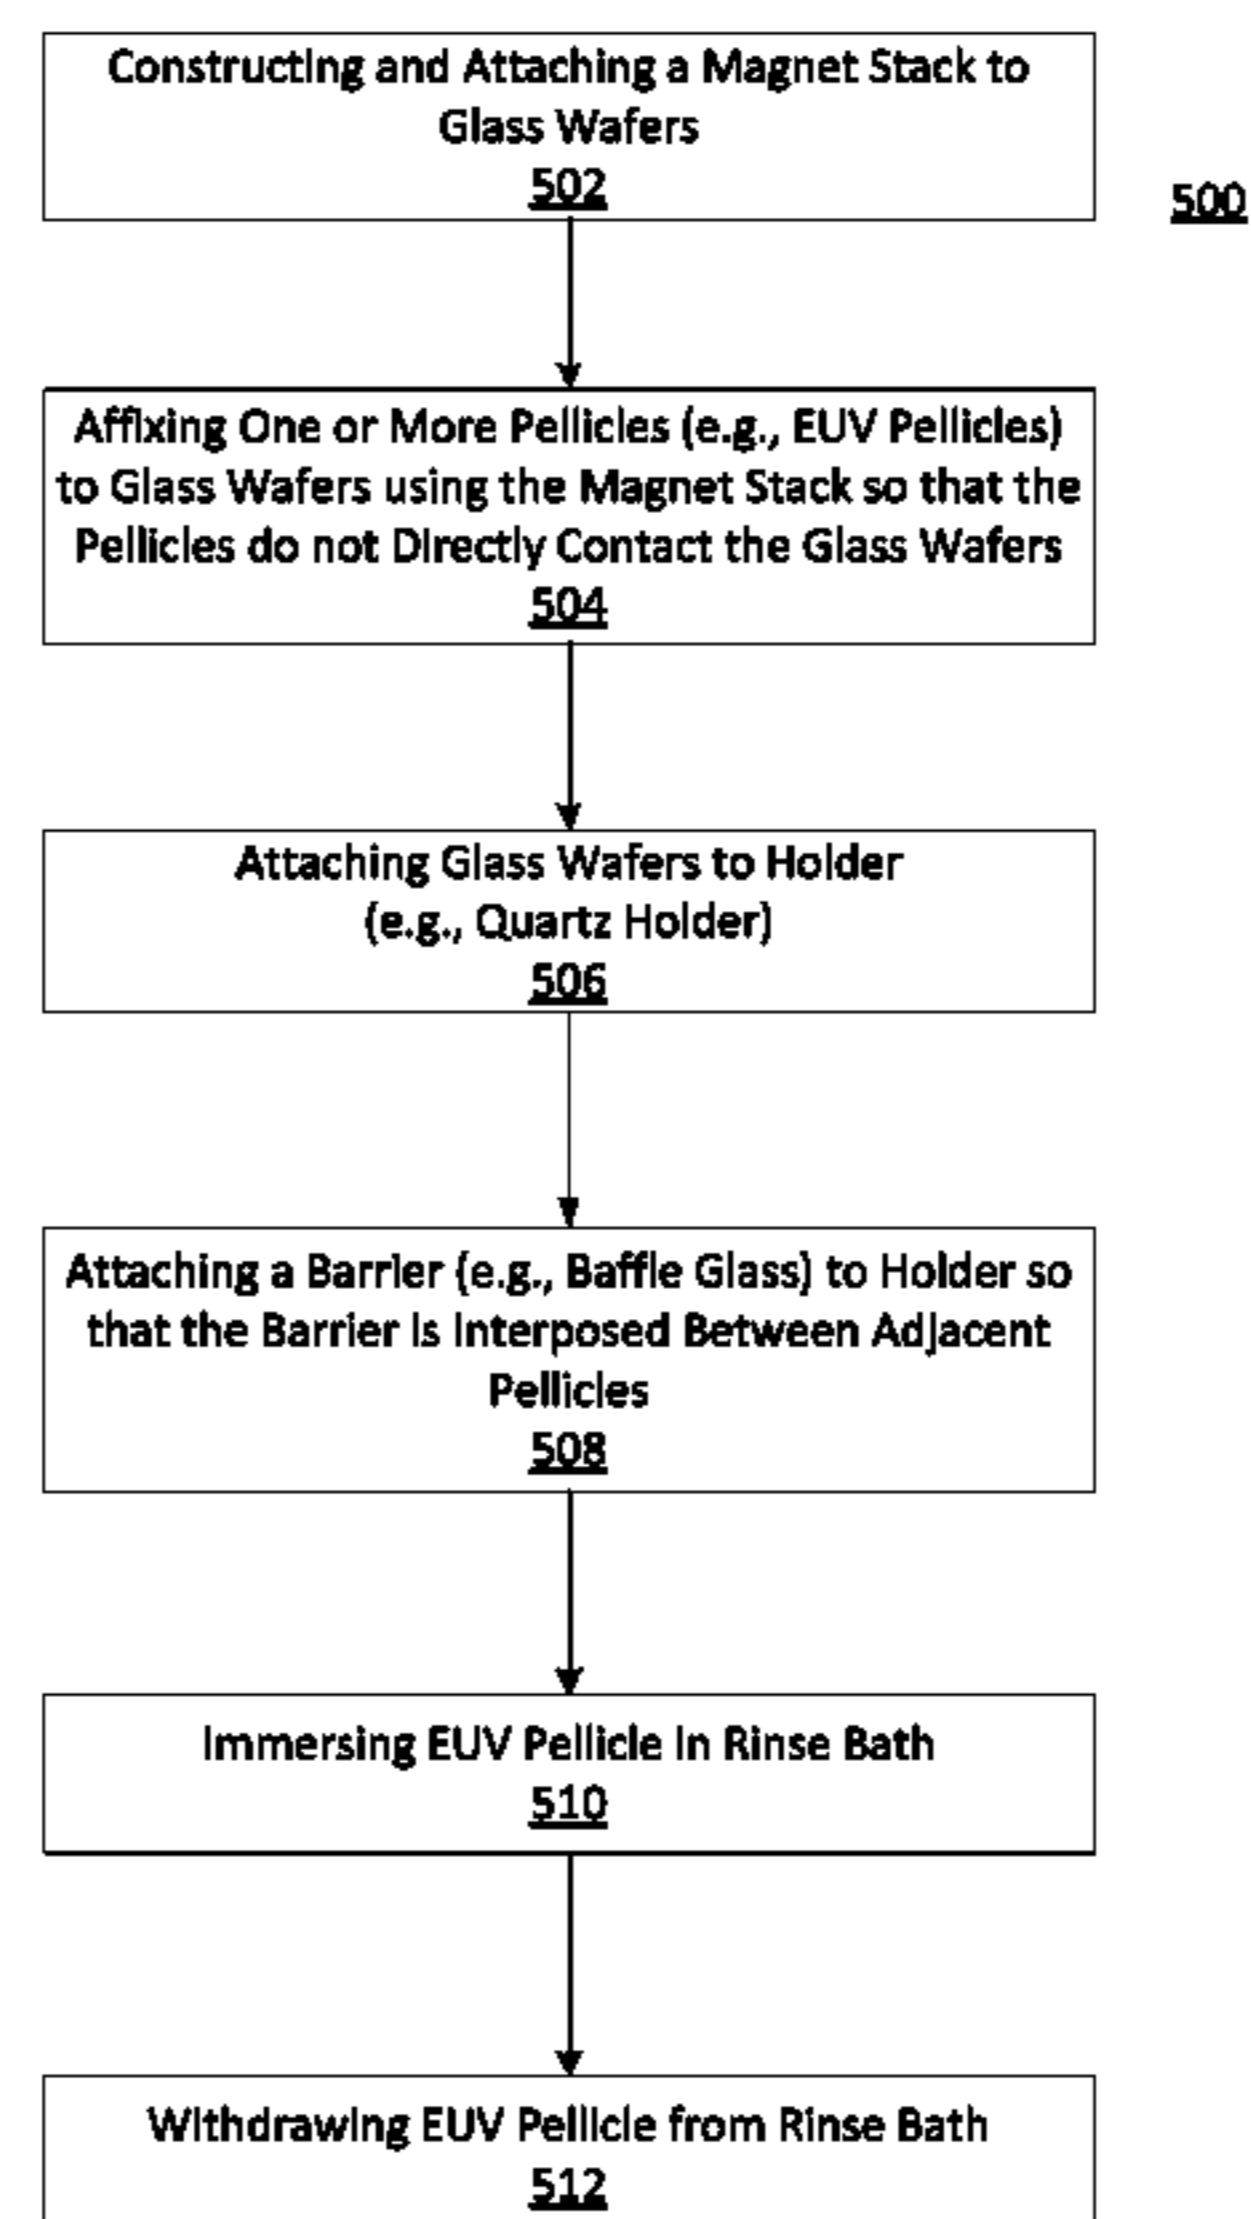 Constructing and Attaching a Magnet Stack to
Glass Wafers
502
500
Affixing One or More Pellicles (e.g., EUV Pellicles)
to Glass Wafers using the Magnet Stack so that the
Pellicles do not Directly Contact the Glass Wafers
504
Attaching Glass Wafers to Holder
(e.g., Quartz Holder)
506
Attaching a Barrier (e.g., Baffle Glass) to Holder so
that the Barrier is Interposed Between Adjacent
Pellicles
508
Immersing EUV Pellicle in Rinse Bath
510
Withdrawing EUV Pellicle from Rinse Bath
512